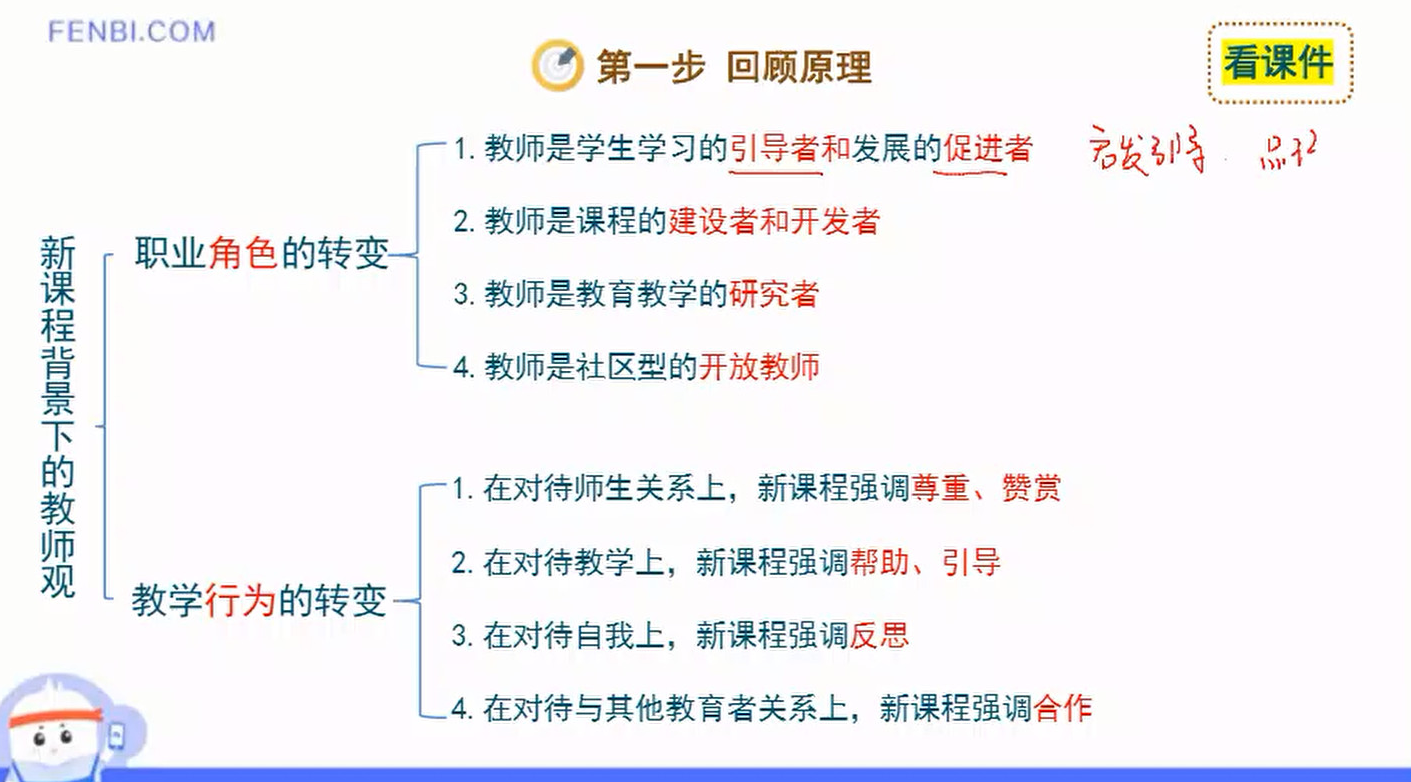 FENBI.COM
第一步 回顾原理
看课件
新课程背景下的教师观
职业角色的转变
1. 教师是学生学习的引导者和发展的促进者 启发引导
2. 教师是课程的建设者和开发者
3. 教师是教育教学的研究者
4. 教师是社区型的开放教师
教学行为的转变
1. 在对待师生关系上，新课程强调尊重、赞赏
2. 在对待教学上，新课程强调帮助、引导
3. 在对待自我上，新课程强调反思
4. 在对待与其他教育者关系上，新课程强调合作